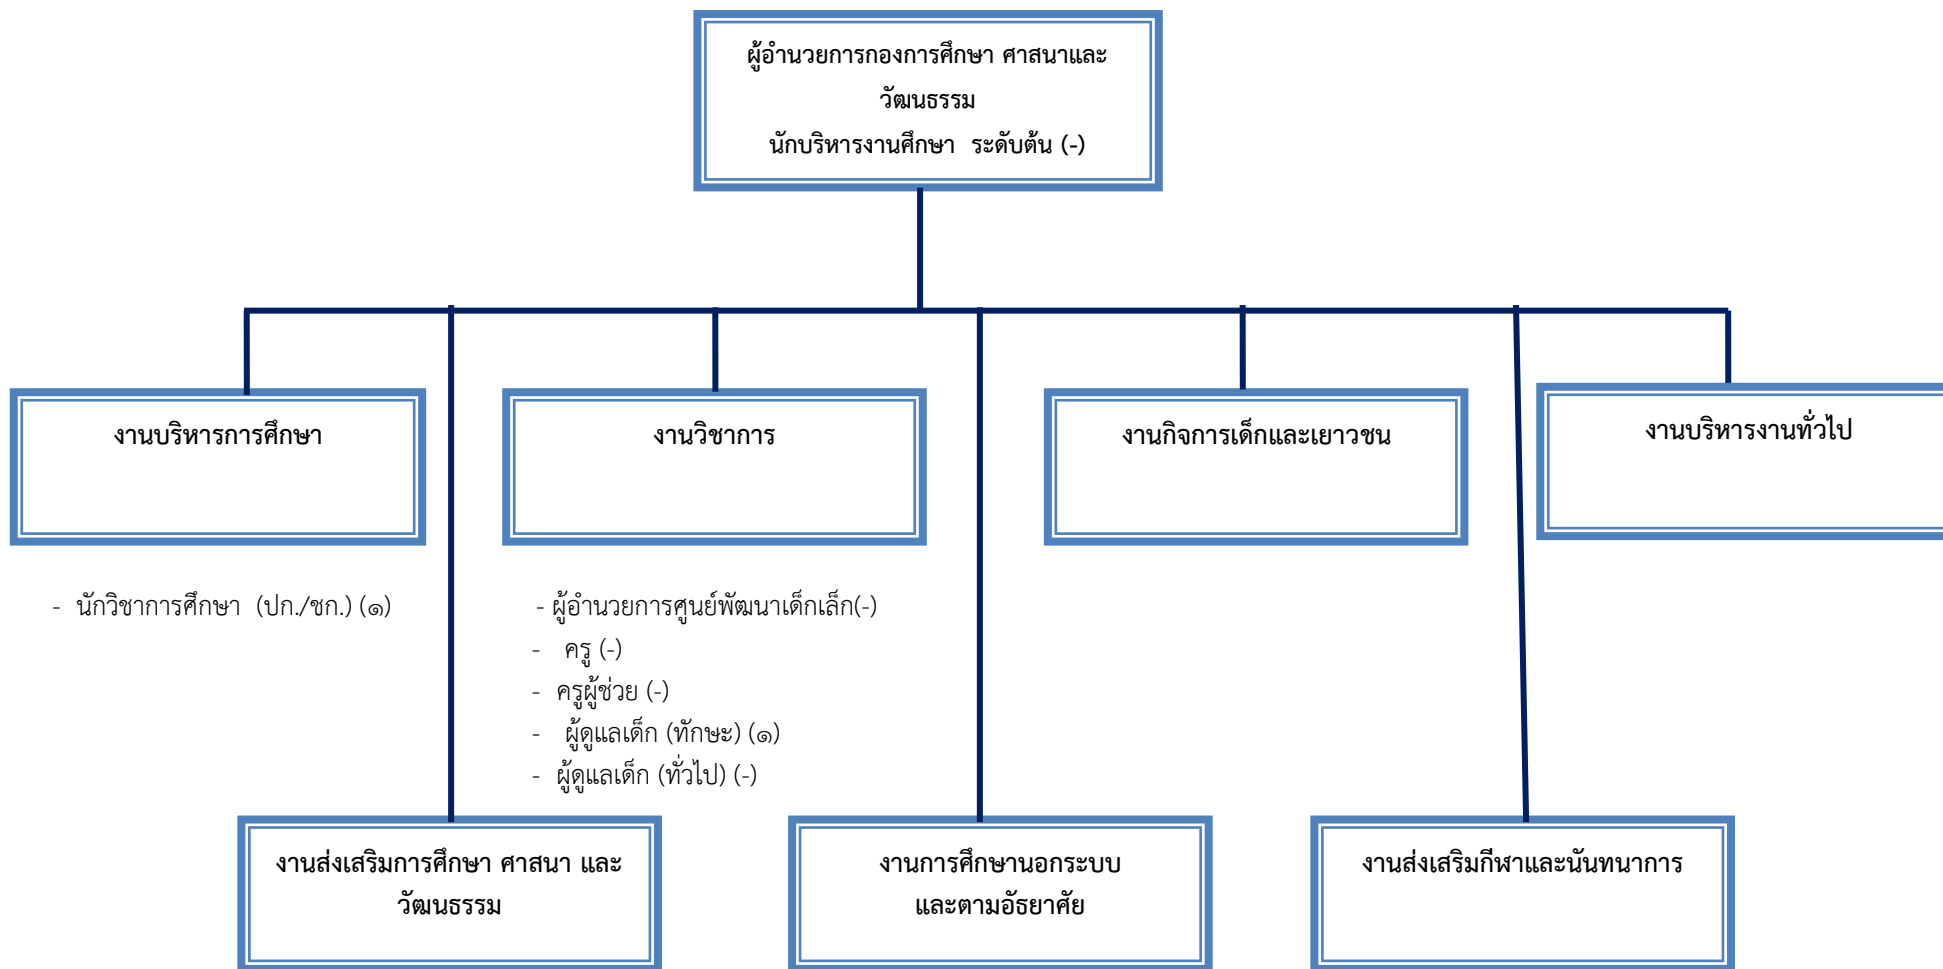 ผู้อำนวยการกองการศึกษา ศาสนาและ
วัฒนธรรม
นักบริหารงานศึกษา ระดับต้น (-)
งานบริหารการศึกษา
งานวิชาการ
งานกิจการเด็กและเยาวชน
งานบริหารงานทั่วไป
- นักวิชาการศึกษา (ปก./ชก.) (๑)
- ผู้อำนวยการศูนย์พัฒนาเด็กเล็ก(-)
- ครู (-)
- ครูผู้ช่วย (-)
- ผู้ดูแลเด็ก (ทักษะ) (๑)
- ผู้ดูแลเด็ก (ทั่วไป) (-)
งานส่งเสริมการศึกษา ศาสนา และ
วัฒนธรรม
งานการศึกษานอกระบบ
และตามอัธยาศัย
งานส่งเสริมกีฬาและนันทนาการ